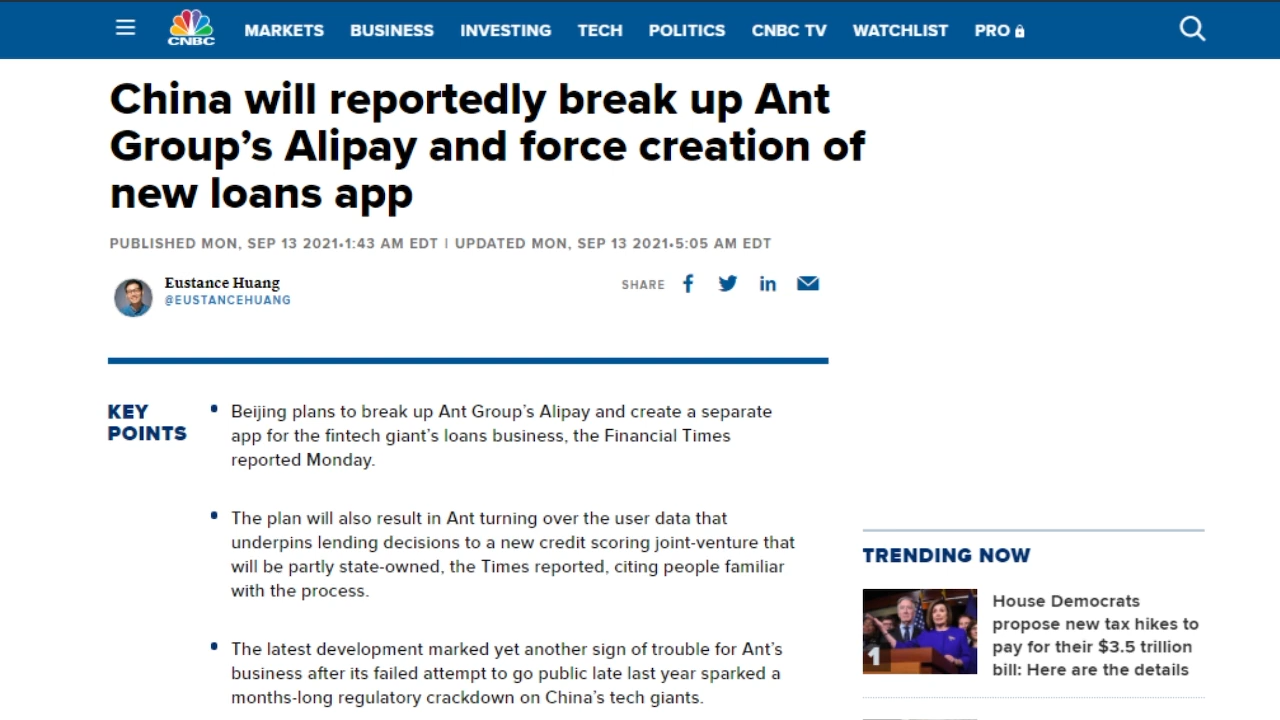 CNBC
MARKETS BUSINESS INVESTING TECH POLITICS CNBC TV WATCHLIST PRO
China will reportedly break up Ant
Group’s Alipay and force creation of
new loans app
PUBLISHED MON, SEP 13 2021•1:43 AM EDT | UPDATED MON, SEP 13 2021•5:05 AM EDT
Eustance Huang
@EUSTANCEHUANG
SHARE
KEY
POINTS
• Beijing plans to break up Ant Group’s Alipay and create a separate
app for the fintech giant’s loans business, the Financial Times
reported Monday.
• The plan will also result in Ant turning over the user data that
underpins lending decisions to a new credit scoring joint-venture that
will be partly state-owned, the Times reported, citing people familiar
with the process.
• The latest development marked yet another sign of trouble for Ant’s
business after its failed attempt to go public late last year sparked a
months-long regulatory crackdown on China’s tech giants.
TRENDING NOW
1
House Democrats
propose new tax hikes to
pay for their $3.5 trillion
bill: Here are the details